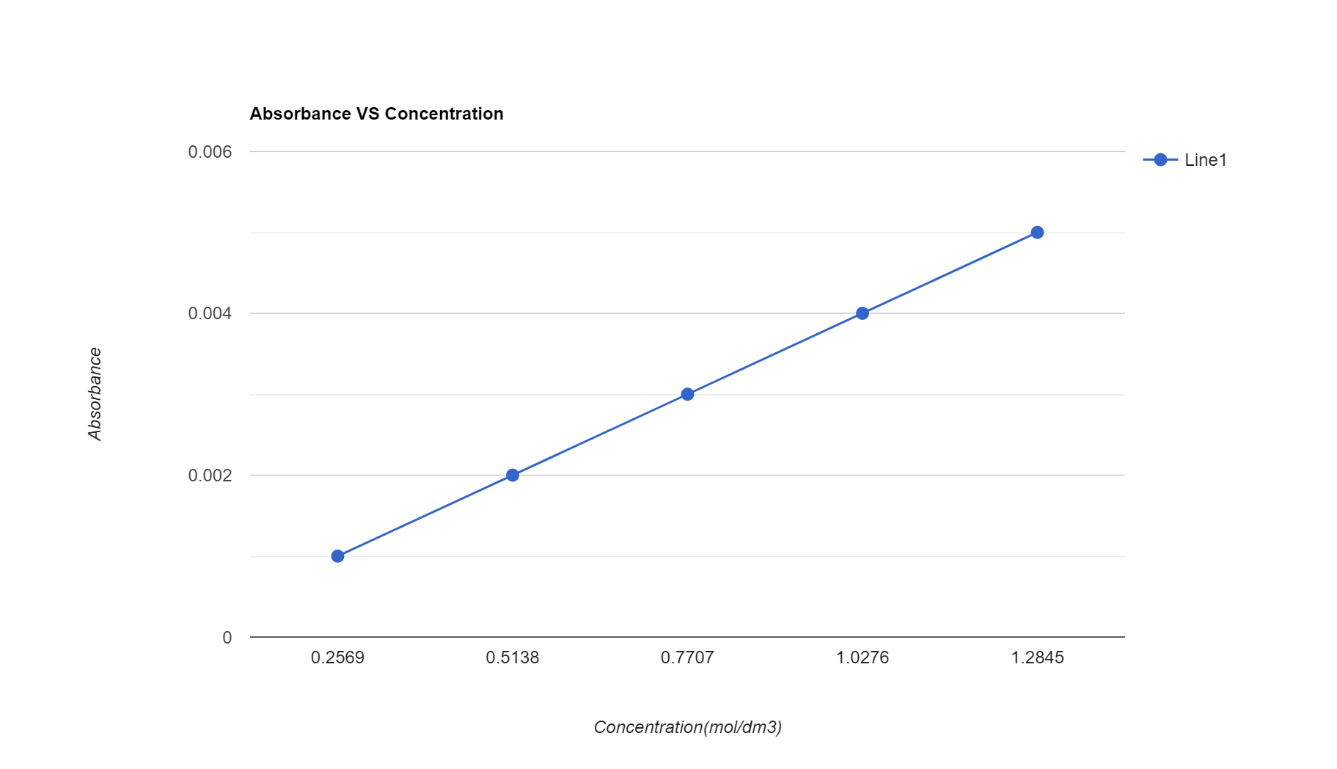 Absorbance VS Concentration
0.006
Line1
0.004
Absorbance
0.002
0
0.2569 0.5138 0.7707 1.0276 1.2845
Concentration(mol/dm3)